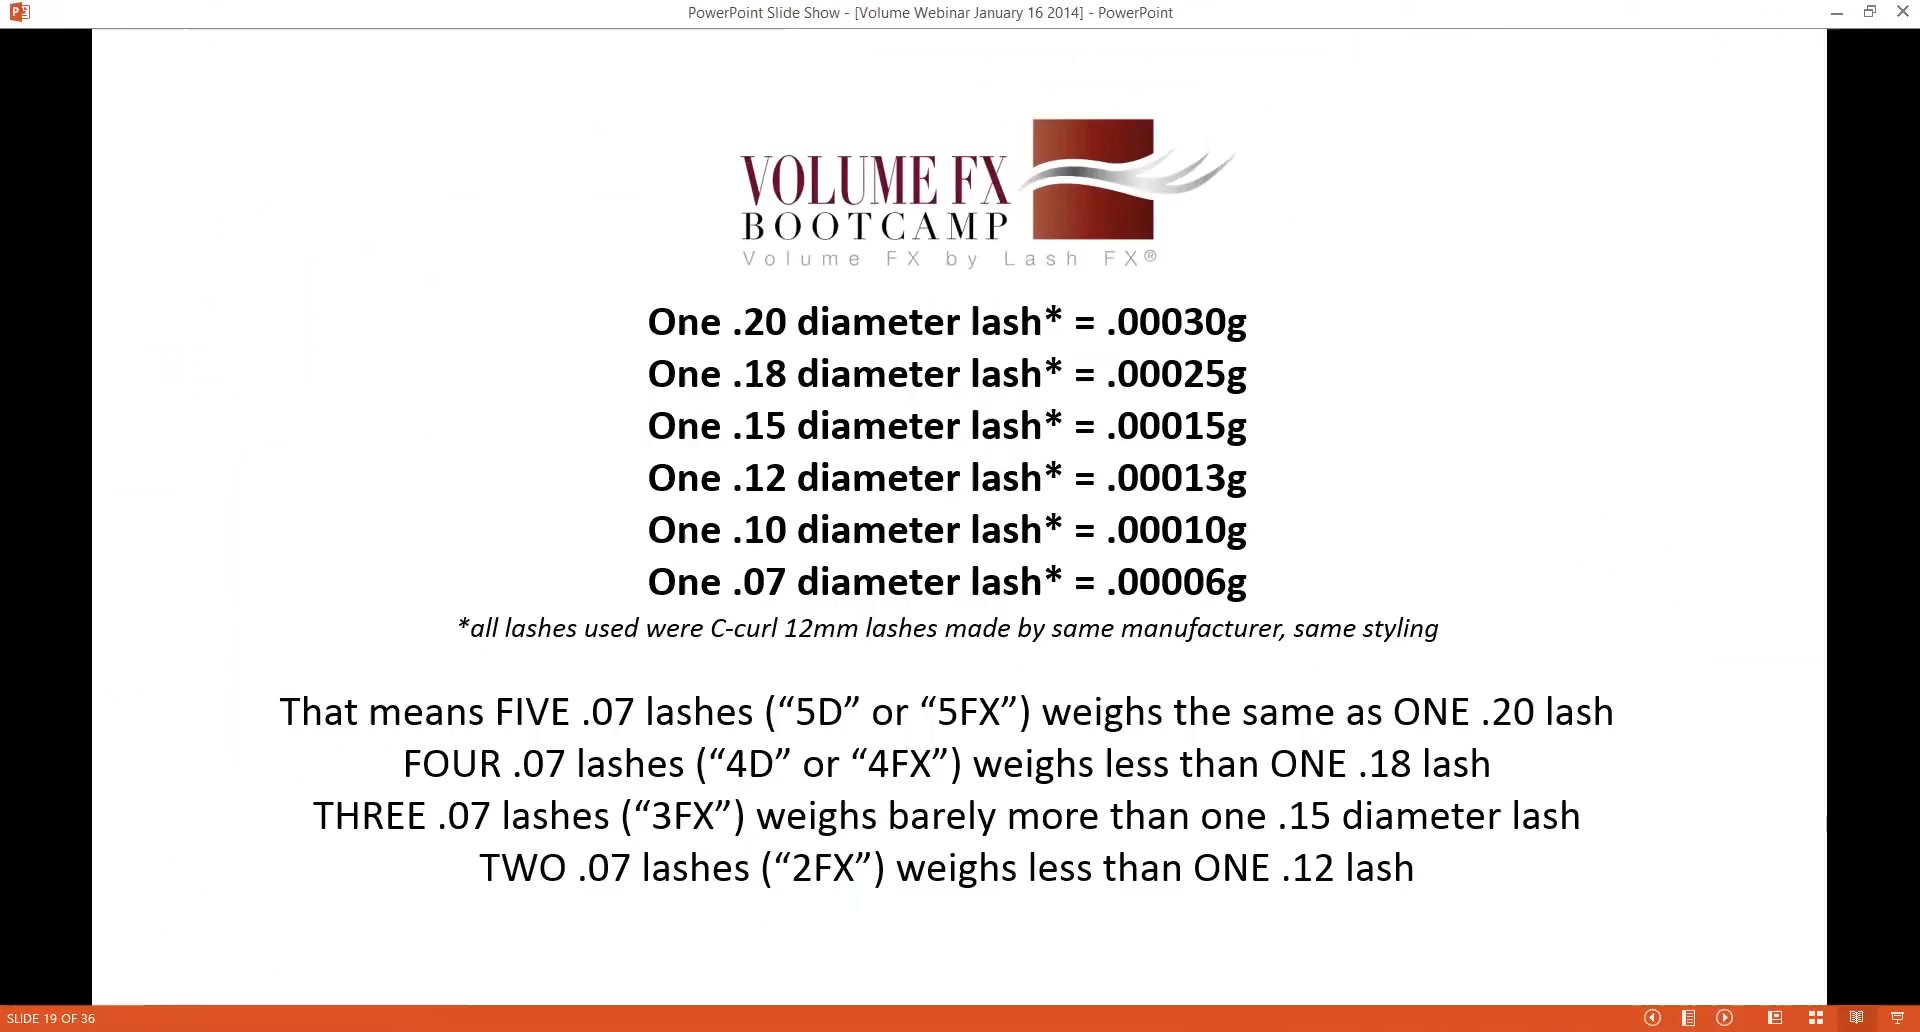 PowerPoint Slide Show - [Volume Webinar January 16 2014] - PowerPoint
VOLUME FX
BOOTCAMP
Volume FX by Lash FX®
One .20 diameter lash* = .00030g
One .18 diameter lash* = .00025g
One .15 diameter lash* = .00015g
One .12 diameter lash* = .00013g
One .10 diameter lash* = .00010g
One .07 diameter lash* = .00006g
*all lashes used were C-curl 12mm lashes made by same manufacturer, same styling
That means FIVE .07 lashes (“5D” or “5FX”) weighs the same as ONE .20 lash
FOUR .07 lashes (“4D” or “4FX”) weighs less than ONE .18 lash
THREE .07 lashes (“3FX”) weighs barely more than one .15 diameter lash
TWO .07 lashes (“2FX”) weighs less than ONE .12 lash
SLIDE 19 OF 36